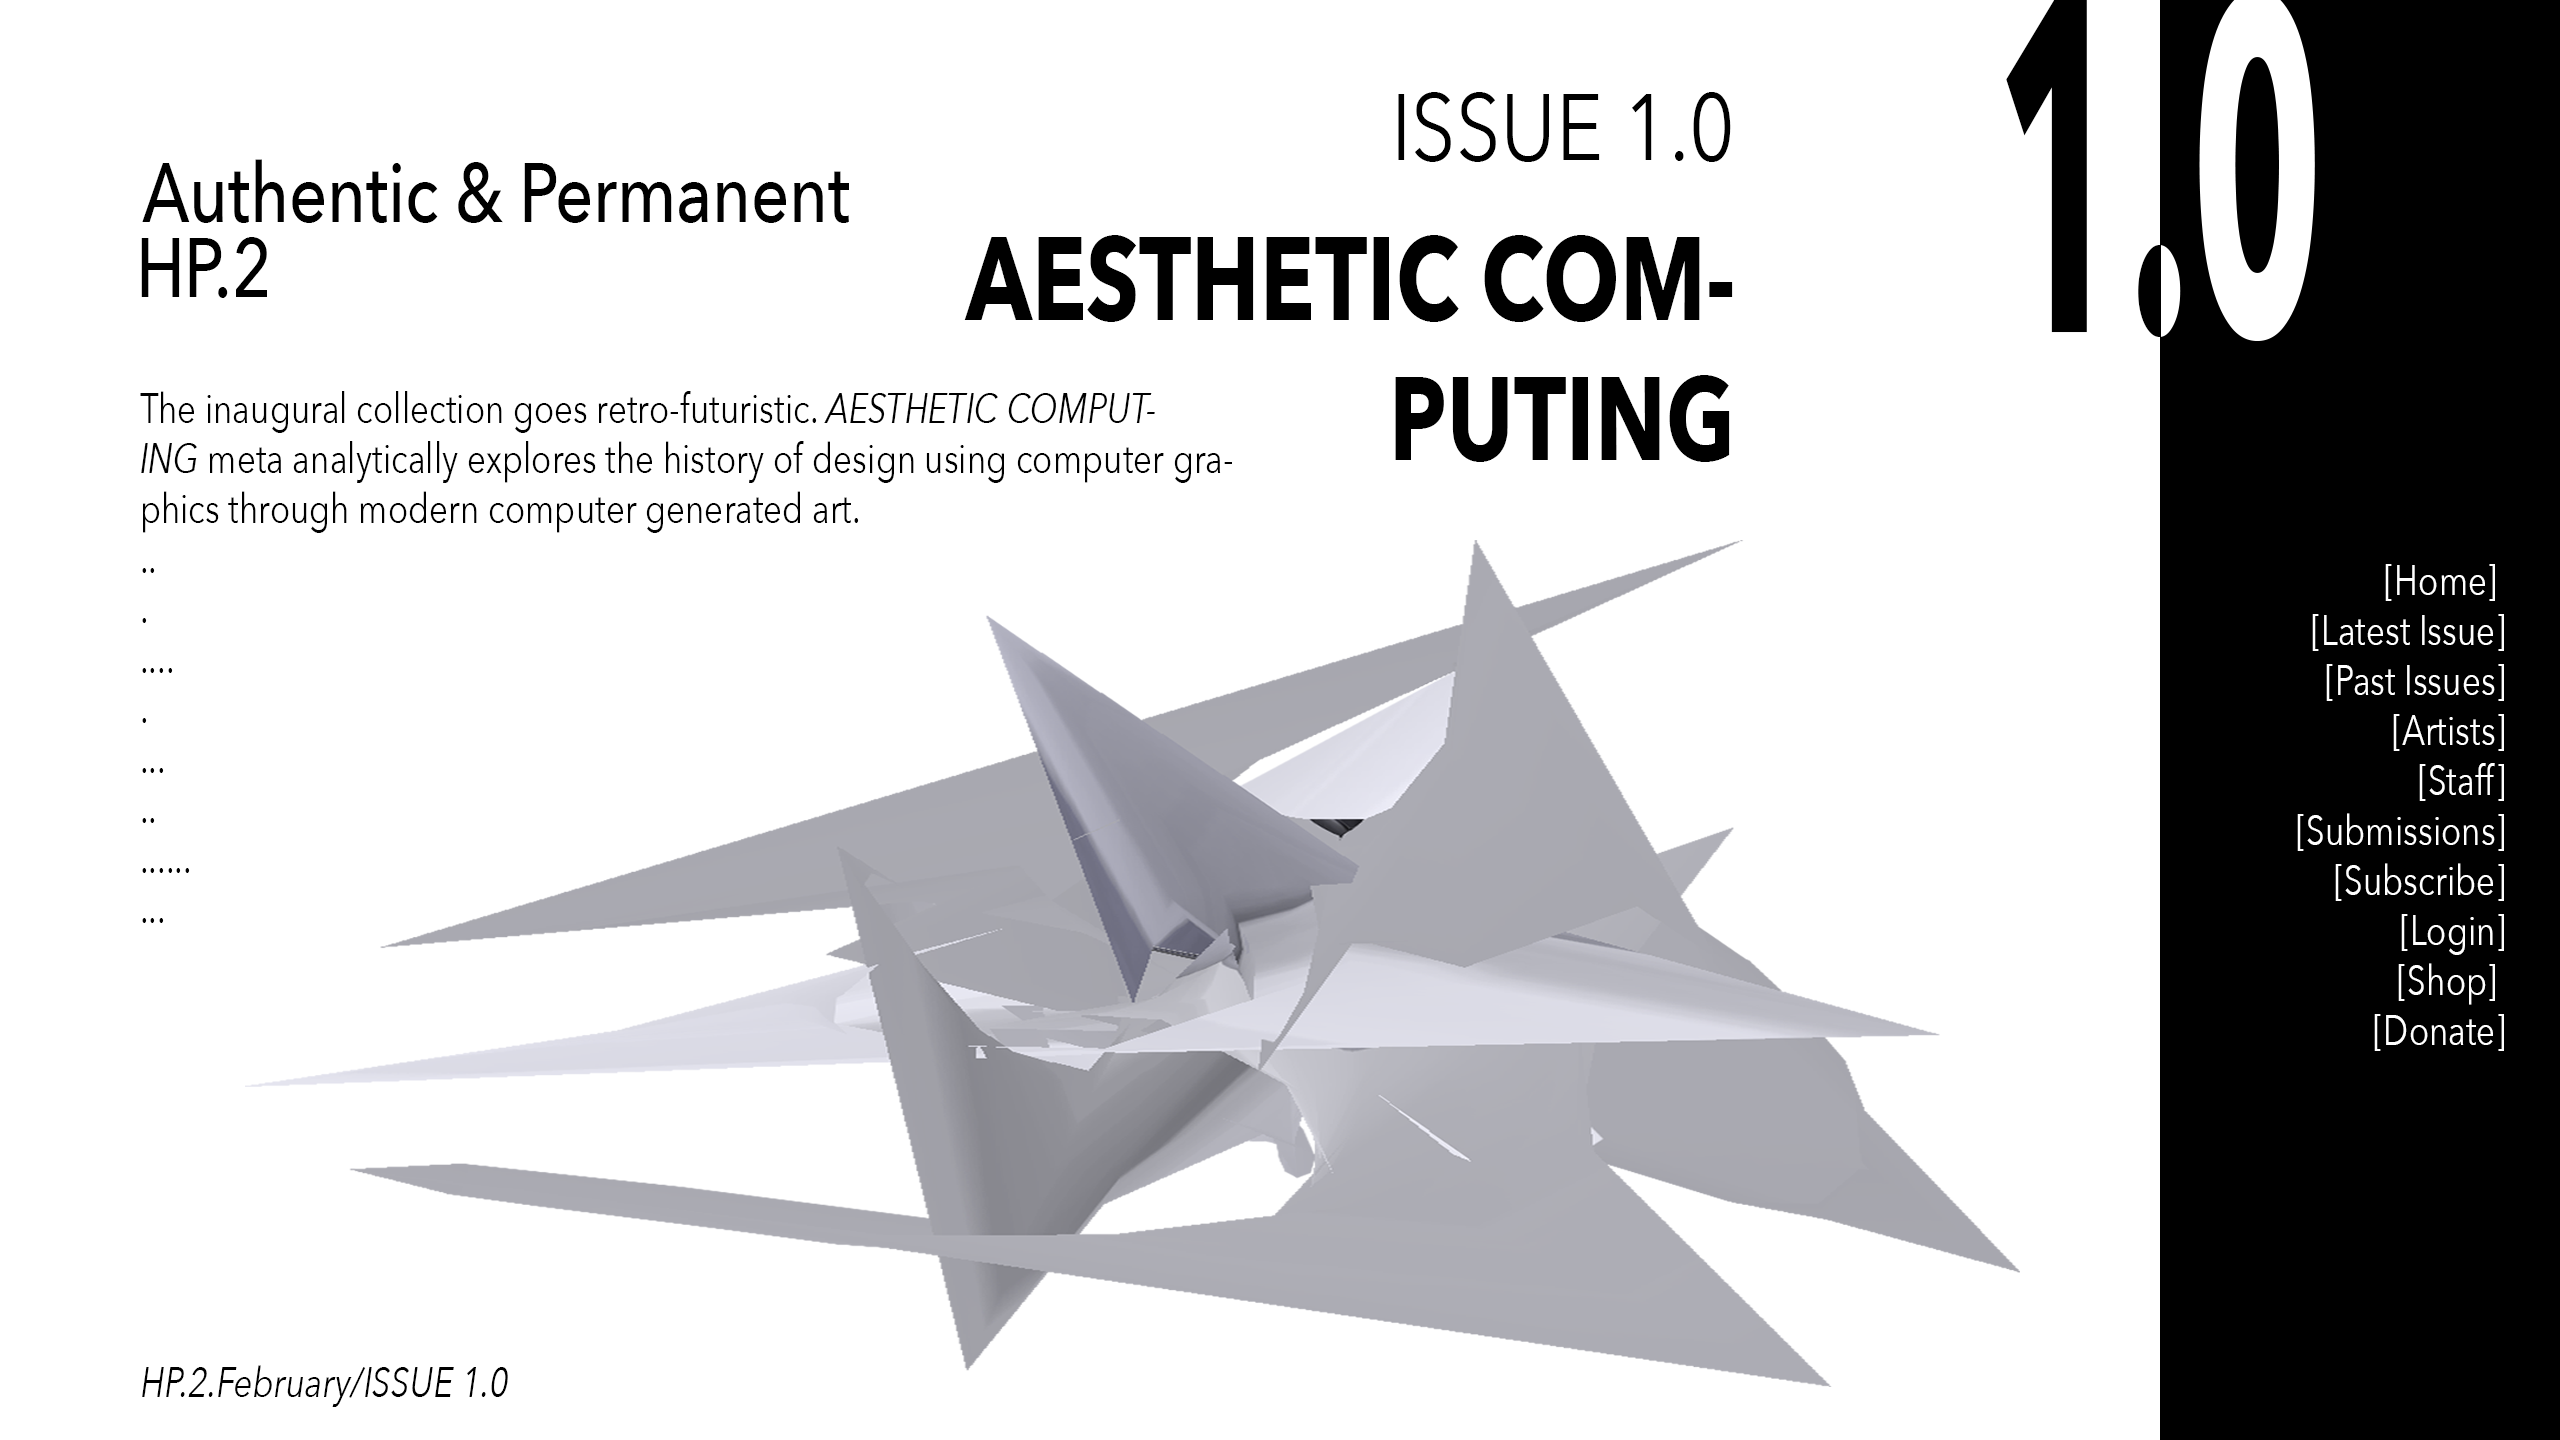 1.0
ISSUE 1.0
Authentic & Permanent
HP.2
AESTHETIC COM-
PUTING
The inaugural collection goes retro-futuristic. AESTHETIC COMPUT-
ING meta analytically explores the history of design using computer gra-
phics through modern computer generated art.
..
.
....
.
...
..
......
...
[Home]
[Latest Issue]
[Past Issues]
[Artists]
[Staff]
[Submissions]
[Subscribe]
[Login]
[Shop]
[Donate]
HP.2.February/ISSUE 1.0